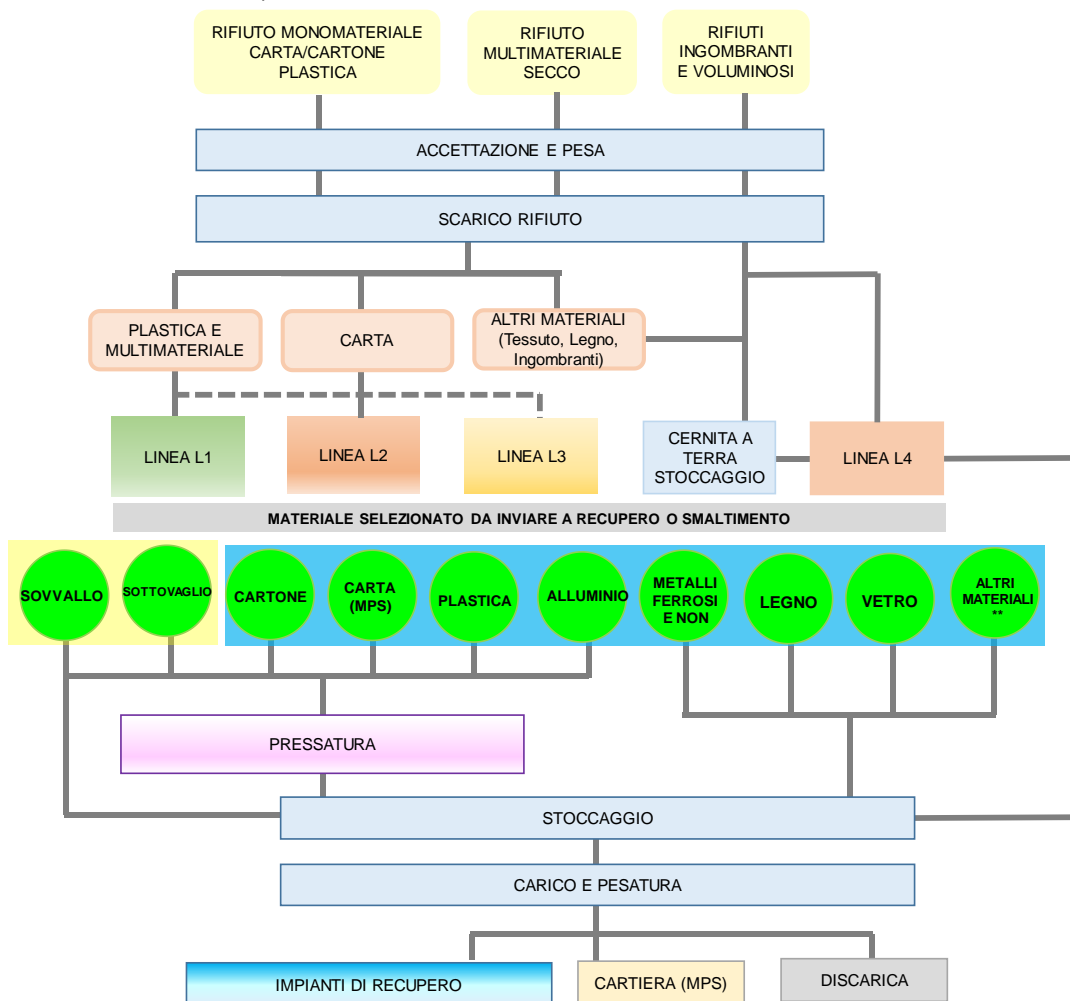 RIFIUTO MONOMATERIALE
CARTA/CARTONE
PLASTICA
RIFIUTO
MULTIMATERIALE
SECCO
RIFIUTI
INGOMBRANTI
E VOLUMINOSI
ACCETTAZIONE E PESA
SCARICO RIFIUTO
PLASTICA E
MULTIMATERIALE
CARTA
ALTRI MATERIALI
(Tessuto, Legno,
Ingombranti)
LINEA L1
LINEA L2
LINEA L3
CERNITA A
TERRA
STOCCAGGIO
LINEA L4
MATERIALE SELEZIONATO DA INVIARE A RECUPERO O SMALTIMENTO
SOVVALLO
SOTTOVAGLIO
CARTONE
CARTA
(MPS)
PLASTICA
ALLUMINIO
METALLI
FERROSI
E NON
LEGNO
VETRO
ALTRI
MATERIALI
**
PRESSATURA
STOCCAGGIO
CARICO E PESATURA
IMPIANTI DI RECUPERO
CARTIERA (MPS)
DISCARICA